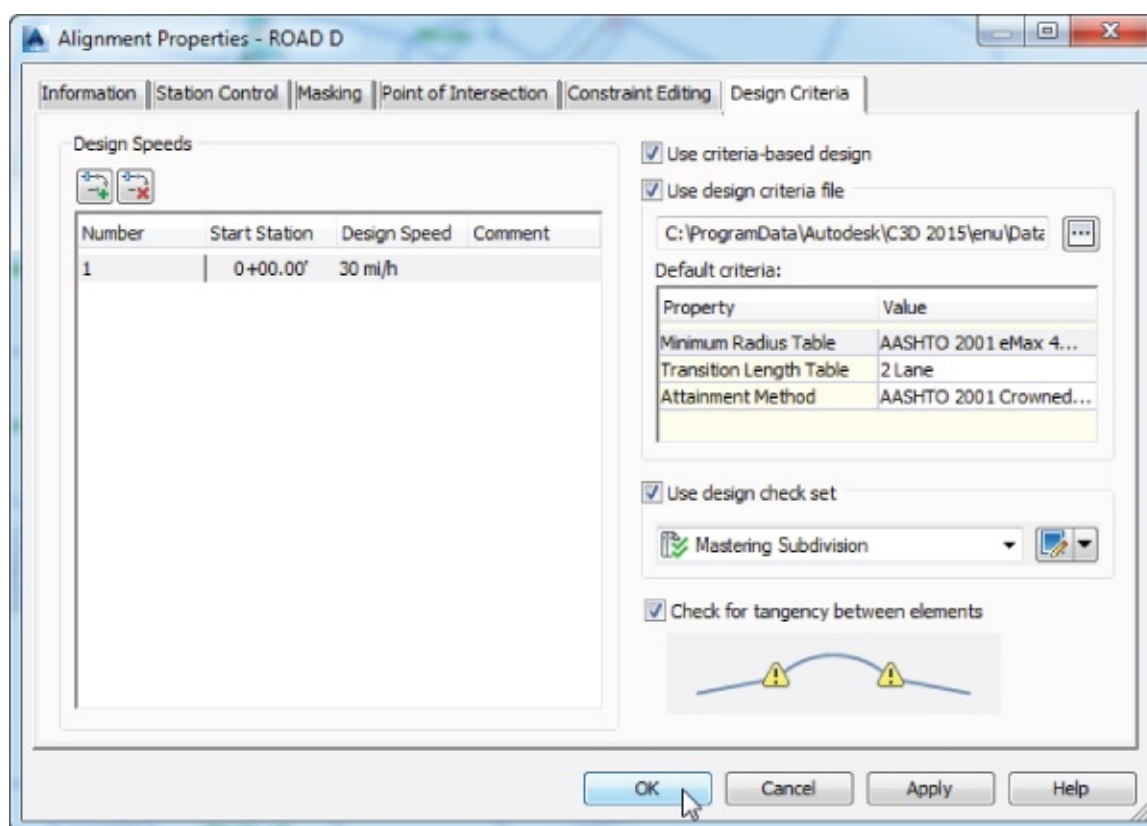 Alignment Properties - ROAD D
Information Station Control Masking Point of Intersection Constraint Editing Design Criteria
Design Speeds
Number Start Station Design Speed Comment
1 0+00.00' 30 mi/h
Use criteria-based design
Use design criteria file
C:\ProgramData\Autodesk\C3D 2015\enu\Data ...
Default criteria:
Property Value
Minimum Radius Table AASHTO 2001 eMax 4...
Transition Length Table 2 Lane
Attainment Method AASHTO 2001 Crowned...
Use design check set
Mastering Subdivision
Check for tangency between elements
OK Cancel Apply Help